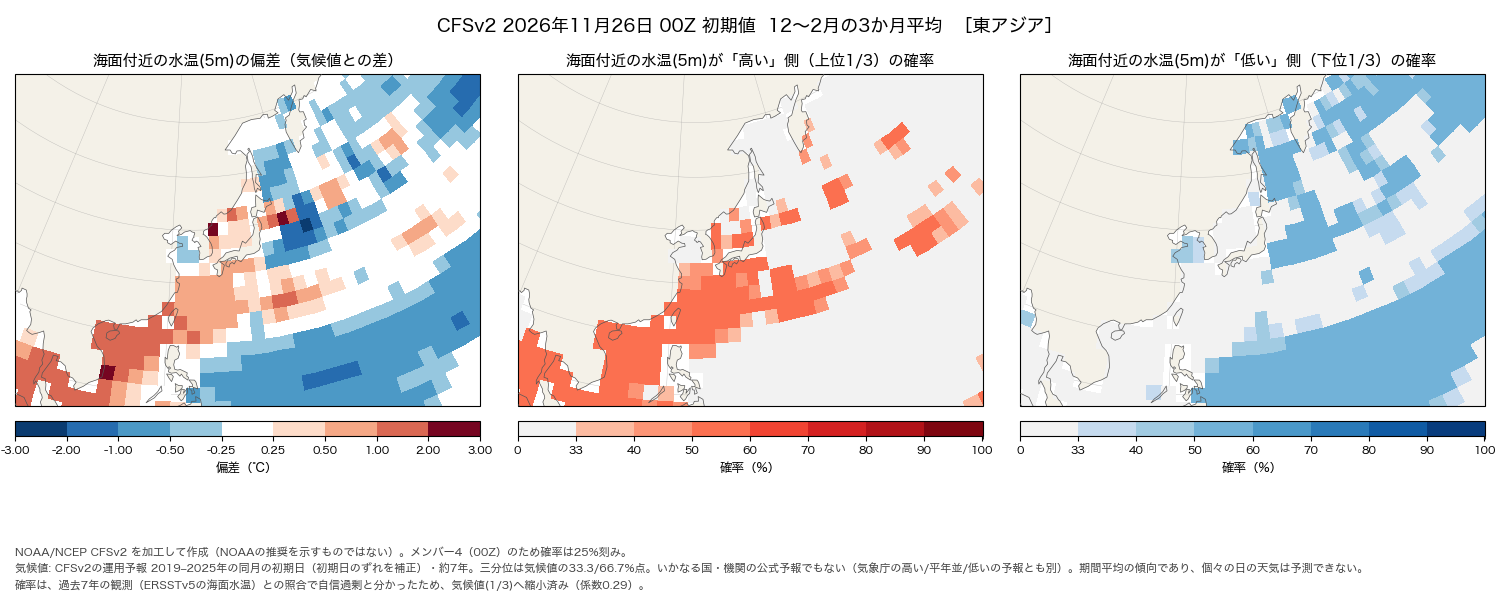 CFSv2 2026年11月26日 00Z 初期値 12～2月の3か月平均 ［東アジア］
海面付近の水温(5m)の偏差（気候値との差）
海面付近の水温(5m)が「高い」側（上位1/3）の確率
海面付近の水温(5m)が「低い」側（下位1/3）の確率
-3.00 -2.00 -1.00 -0.50 -0.25 0.25 0.50 1.00 2.00 3.00
偏差（℃）
0 33 40 50 60 70 80 90 100
確率（%）
0 33 40 50 60 70 80 90 100
確率（%）
NOAA/NCEP CFSv2 を加工して作成（NOAAの推奨を示すものではない）。メンバー4（00Z）のため確率は25%刻み。
気候値: CFSv2の運用予報 2019–2025年の同月の初期日（初期日のずれを補正）・約7年。三分位は気候値の33.3/66.7%点。いかなる国・機関の公式予報でもない（気象庁の高い/平年並/低いの予報とも別）。期間平均の傾向であり、個々の日の天気は予測できない。
確率は、過去7年の観測（ERSSTv5の海面水温）との照合で自信過剰と分かったため、気候値(1/3)へ縮小済み（係数0.29）。